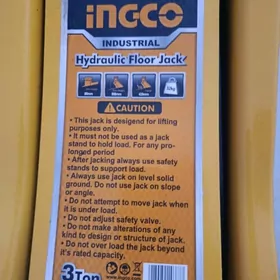 INGCO
INDUSTRIAL
Hydraulic Floor Jack
CAUTION
• This jack is desigend for lifting
purposes only.
• It must not be used as a jack
stand to hold load. For any pro-
longed period
• After jacking always use safety
stands to support load.
• Always use jack on level solid
ground. Do not use jack on slope
or angle.
• Do not attempt to move jack when
it is under load.
• Do not adjust safety valve.
• Do not make alterations of any
kind to design or structure of jack.
• Do not over load the jack beyond
it's rated capacity.
3Ton